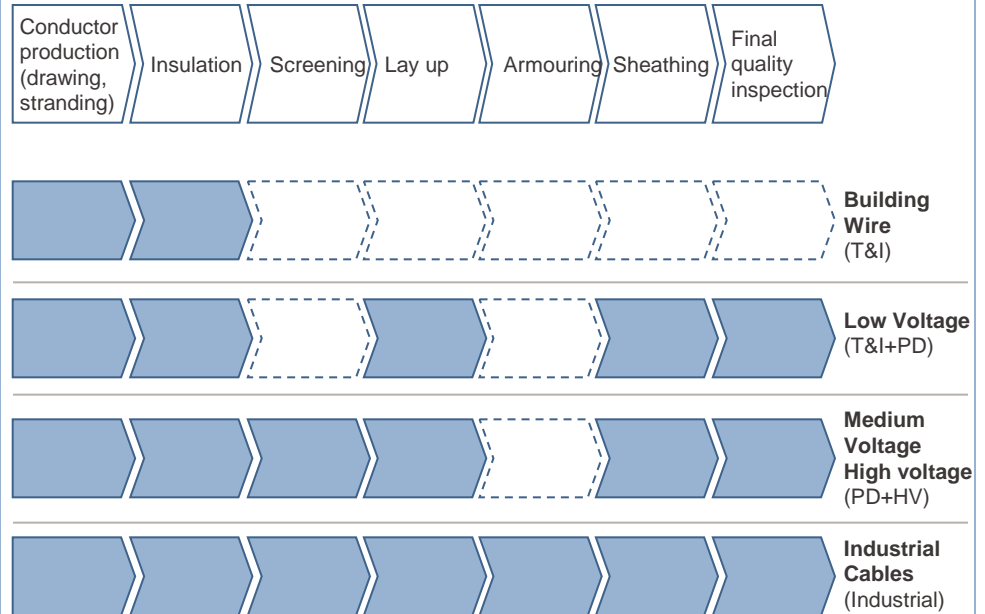 Conductor
production
(drawing,
stranding)
Insulation
Screening
Lay up
Armouring
Sheathing
Final
quality
inspection
Building
Wire
(T&I)
Low Voltage
(T&I+PD)
Medium
Voltage
High voltage
(PD+HV)
Industrial
Cables
(Industrial)